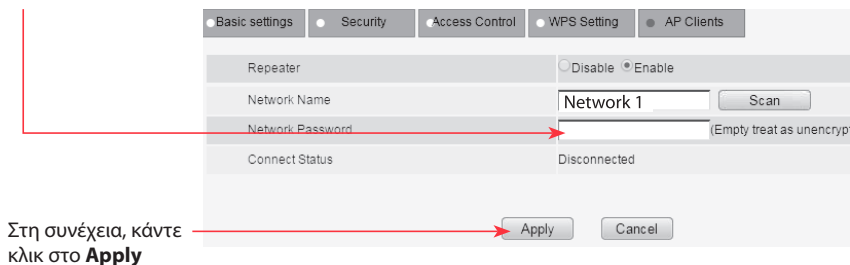 Basic settings Security Access Control WPS Setting AP Clients
Repeater Disable Enable
Network Name Network 1 Scan
Network Password (Empty treat as unencrypt
Connect Status Disconnected
Apply Cancel
Στη συνέχεια, κάντε
κλικ στο Apply